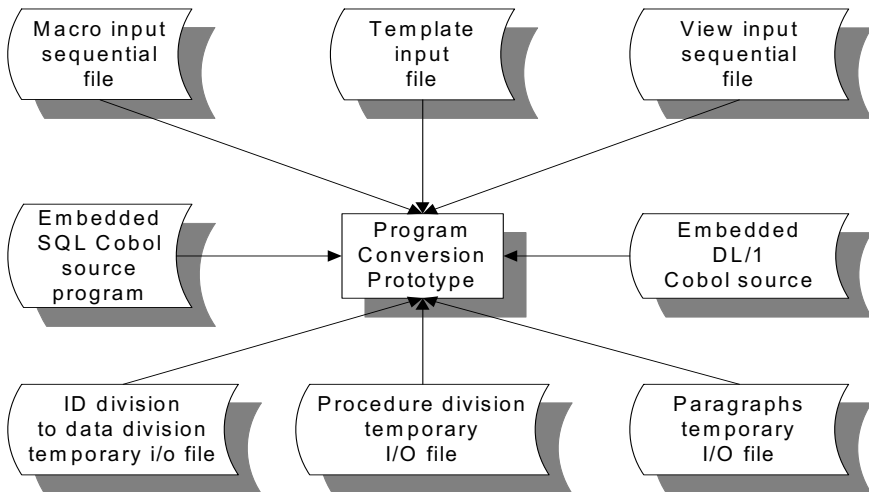 Macro input
sequential
file
Template
input
file
View input
sequential
file
Embedded
SQL Cobol
source
program
Program
Conversion
Prototype
Embedded
DL/1
Cobol source
ID division
to data division
temporary i/o file
Procedure division
temporary
I/O file
Paragraphs
temporary
I/O file